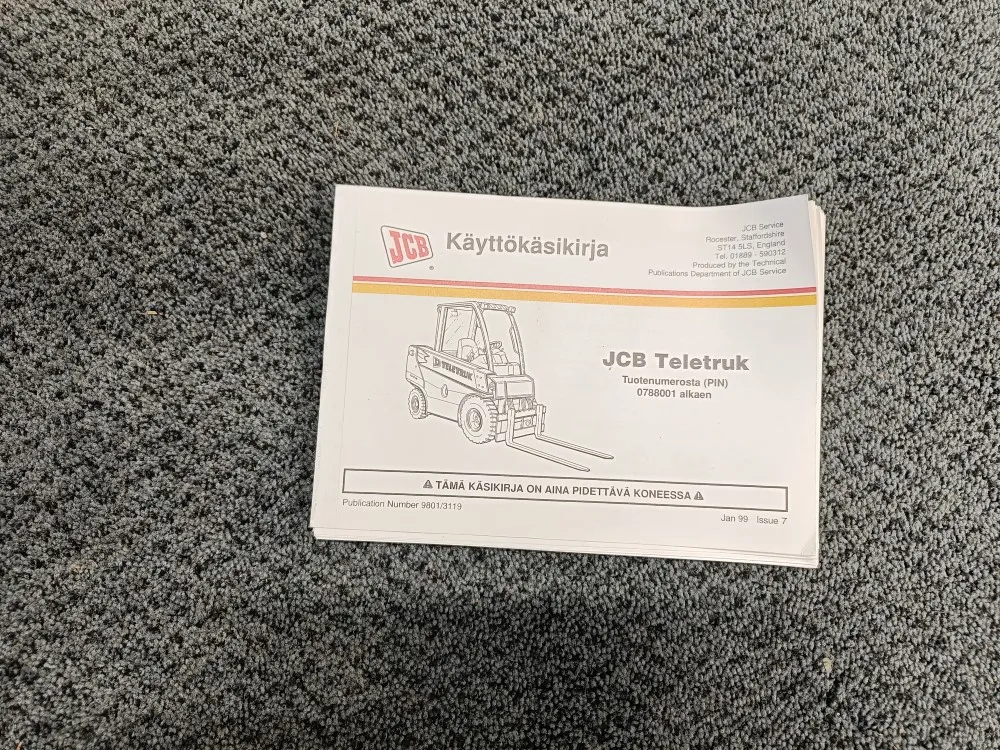 JCB
Käyttökäsikirja
JCB Service
Rocester, Staffordshire
ST14 5LS, England
Tel. 01889 - 590312
Produced by the Technical
Publications Department of JCB Service
TELETRUK
JCB Teletruk
Tuotenumerosta (PIN)
0788001 alkaen
⚠ TÄMÄ KÄSIKIRJA ON AINA PIDETTÄVÄ KONEESSA ⚠
Publication Number 9801/3119
Jan 99 Issue 7